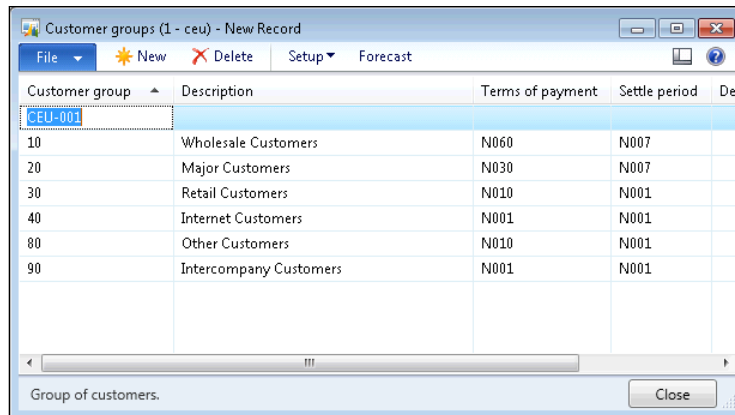 Customer groups (1 - ceu) - New Record
File New Delete Setup Forecast
Customer group Description Terms of payment Settle period De
CEU-001
10 Wholesale Customers N060 N007
20 Major Customers N030 N007
30 Retail Customers N010 N001
40 Internet Customers N001 N001
80 Other Customers N010 N001
90 Intercompany Customers N001 N001
Group of customers. Close